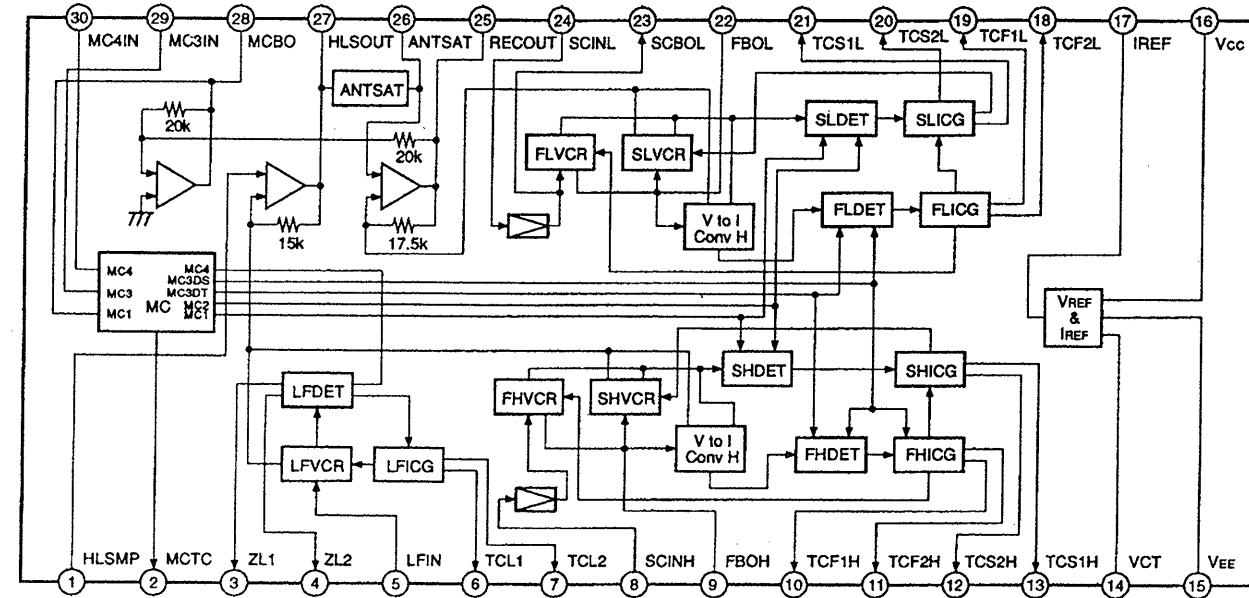 30 29 28 27 26 25 24 23 22 21 20 19 18 17 16
MC4IN MC3IN MCBO HLSOUT ANTSAT RECOUT SCINL SCBOL FBOL TCS1L TCS2L TCF1L TCF2L IREF VCC
ANTSAT
20k
20k
SLDET SLICG
FLVCR SLVCR
FLDET FLICG
V to I
Conv H
15k 17.5k
MC4 MC4
MC3DS
MC3 MC3DT
MC MC2
MC1 MC1
VREF
&
IREF
SHDET SHICG
LFDET
FHVCR SHVCR
V to I
Conv H
FHDET FHICG
LFVCR LFICG
HLSMP MCTC ZL1 ZL2 LFIN TCL1 TCL2 SCINH FBOH TCF1H TCF2H TCS2H TCS1H VCT VEE
1 2 3 4 5 6 7 8 9 10 11 12 13 14 15